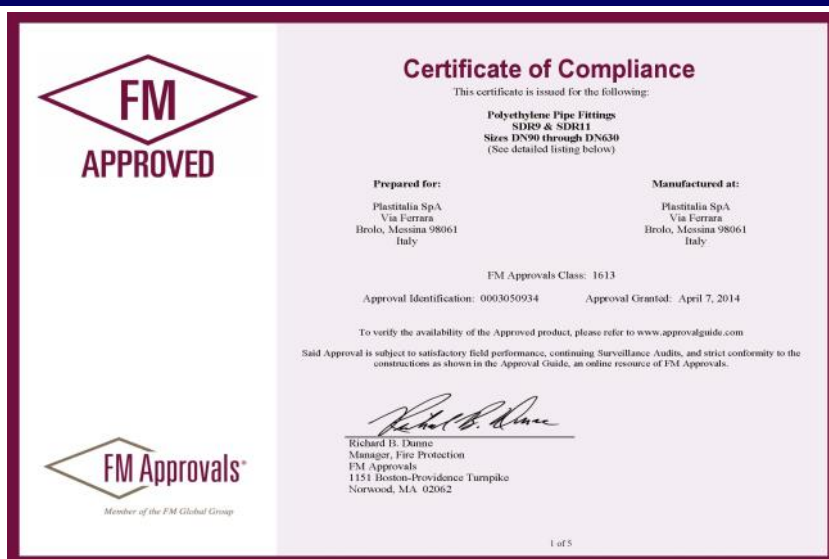 FM
APPROVED
Certificate of Compliance
This certificate is issued for the following:
Polyethylene Pipe Fittings
SDR9 & SDR11
Sizes DN90 through DN630
(See detailed listing below)
Prepared for:
Plastitalia SpA
Via Ferrara
Brolo, Messina 98061
Italy
Manufactured at:
Plastitalia SpA
Via Ferrara
Brolo, Messina 98061
Italy
FM Approvals Class: 1613
Approval Identification: 0003050934 Approval Granted: April 7, 2014
To verify the availability of the Approved product, please refer to www.approvalguide.com
Said Approval is subject to satisfactory field performance, continuing Surveillance Audits, and strict conformity to the
constructions as shown in the Approval Guide, an online resource of FM Approvals.
Richard B. Dunne
Richard B. Dunne
Manager, Fire Protection
FM Approvals
1151 Boston-Providence Turnpike
Norwood, MA 02062
FM Approvals
Member of the FM Global Group
1 of 5